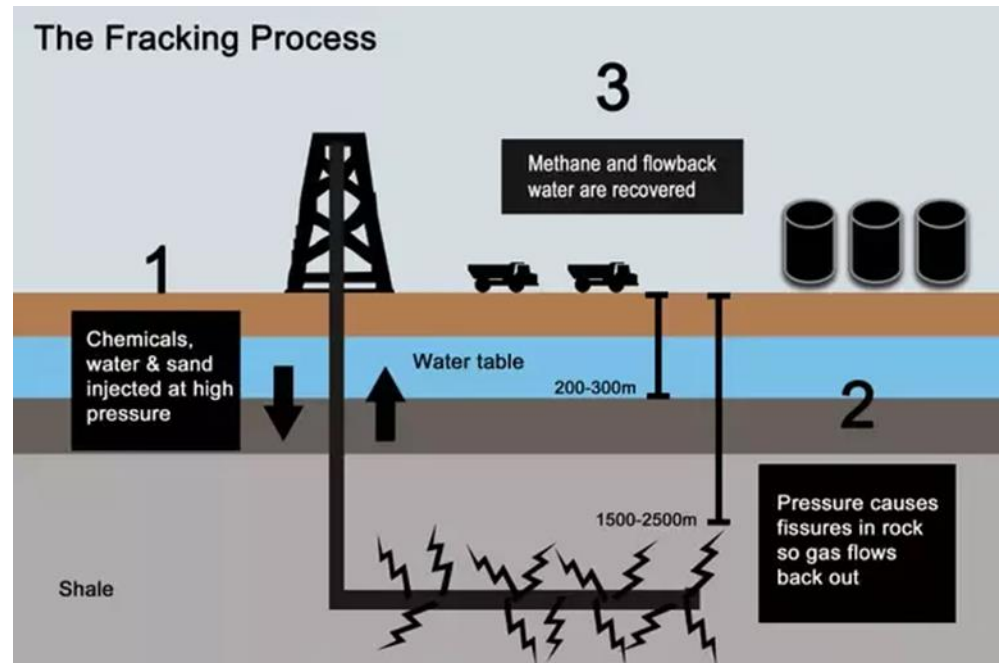 The Fracking Process
1
Chemicals,
water & sand
injected at high
pressure
2
Pressure causes
fissures in rock
so gas flows
back out
3
Methane and flowback
water are recovered
Water table
200-300m
1500-2500m
Shale